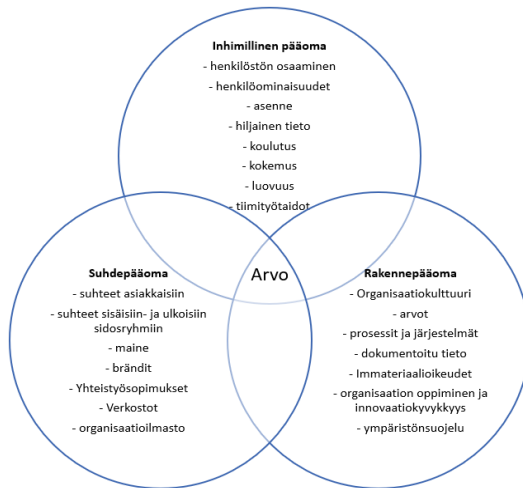 Inhimillinen pääoma
- henkilöstön osaaminen
- henkilöominaisuudet
- asenne
- hiljainen tieto
- koulutus
- kokemus
- luovuus
- tiimityötaidot
Arvo
Suhdepääoma
- suhteet asiakkaisiin
- suhteet sisäisiin- ja ulkoisiin
sidosryhmiin
- maine
- brändit
- Yhteistyösopimukset
- Verkostot
- organisaatioilmasto
Rakennepääoma
- Organisaatiokulttuuri
- arvot
- prosessit ja järjestelmät
- dokumentoitu tieto
- Immateriaalioikeudet
- organisaation oppiminen ja
innovaatiokyvykkyys
- ympäristönsuojelu